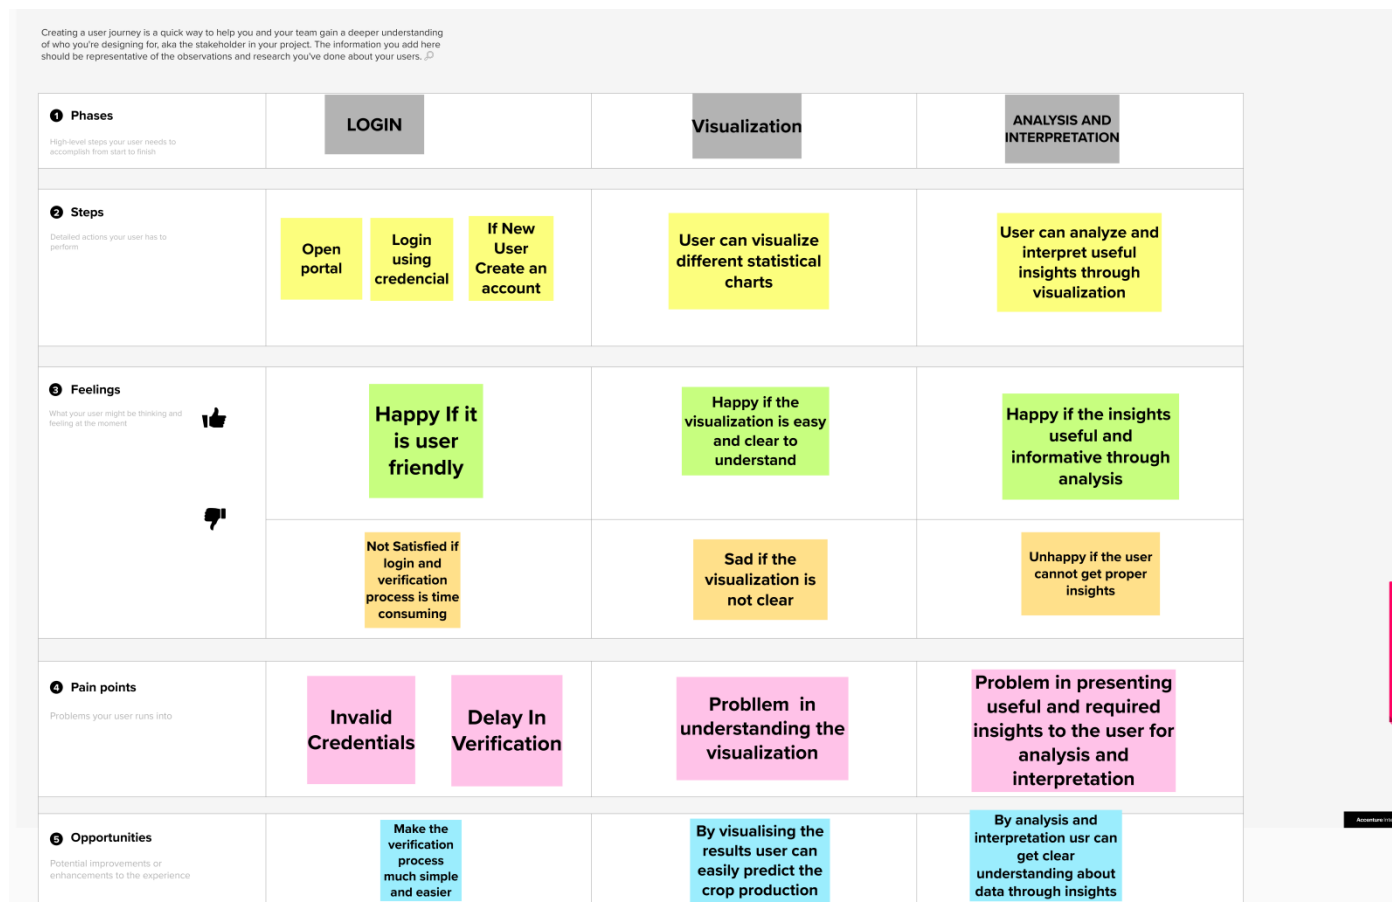 Creating a user journey is a quick way to help you and your team gain a deeper understanding
of who you're designing for, aka the stakeholder in your project. The information you add here
should be representative of the observations and research you've done about your users.
1 Phases
High-level steps your user needs to
accomplish from start to finish
LOGIN
Visualization
ANALYSIS AND
INTERPRETATION
2 Steps
Detailed actions your user has to
perform
Open
portal
Login
using
credencial
If New
User
Create an
account
User can visualize
different statistical
charts
User can analyze and
interpret useful
insights through
visualization
3 Feelings
What your user might be thinking and
feeling at the moment
Happy If it
is user
friendly
Happy if the
visualization is easy
and clear to
understand
Happy if the insights
useful and
informative through
analysis
Not Satisfied if
login and
verification
process is time
consuming
Sad if the
visualization is
not clear
Unhappy if the user
cannot get proper
insights
4 Pain points
Problems your user runs into
Invalid
Credentials
Delay In
Verification
Probllem in
understanding the
visualization
Problem in presenting
useful and required
insights to the user for
analysis and
interpretation
5 Opportunities
Potential improvements or
enhancements to the experience
Make the
verification
process
much simple
and easier
By visualising the
results user can
easily predict the
crop production
By analysis and
interpretation usr can
get clear
understanding about
data through insights
Accenture